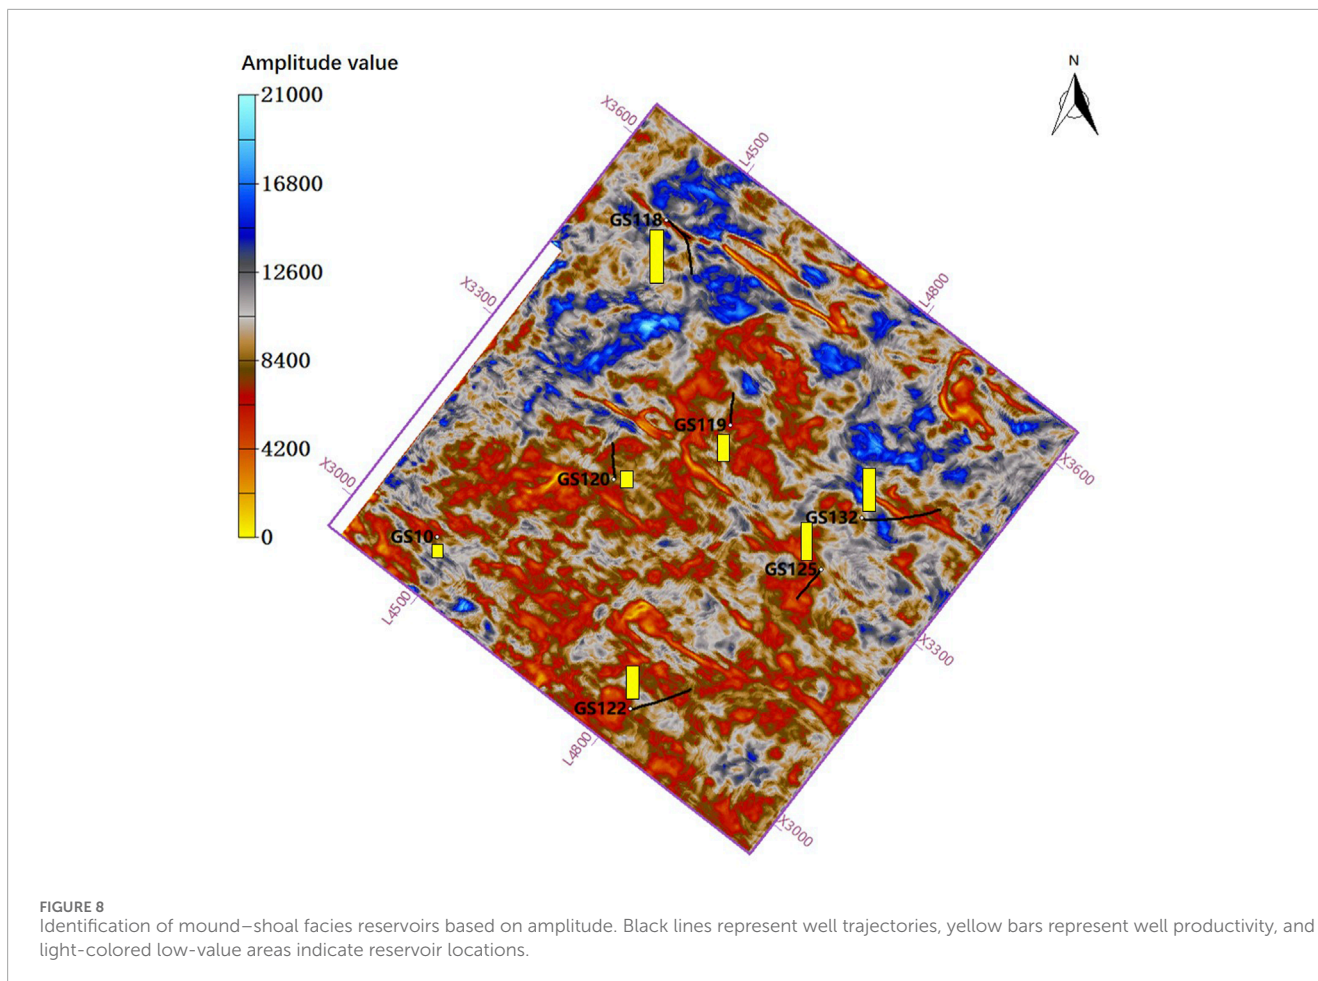 Amplitude value
21000
16800
12600
8400
4200
0
N
X3600
L4500
X3300
L4800
X3000
X3600
L4500
X3300
L4800
X3000
GS118
GS119
GS120
GS10
GS132
GS125
GS122
FIGURE 8
Identification of mound–shoal facies reservoirs based on amplitude. Black lines represent well trajectories, yellow bars represent well productivity, and
light-colored low-value areas indicate reservoir locations.